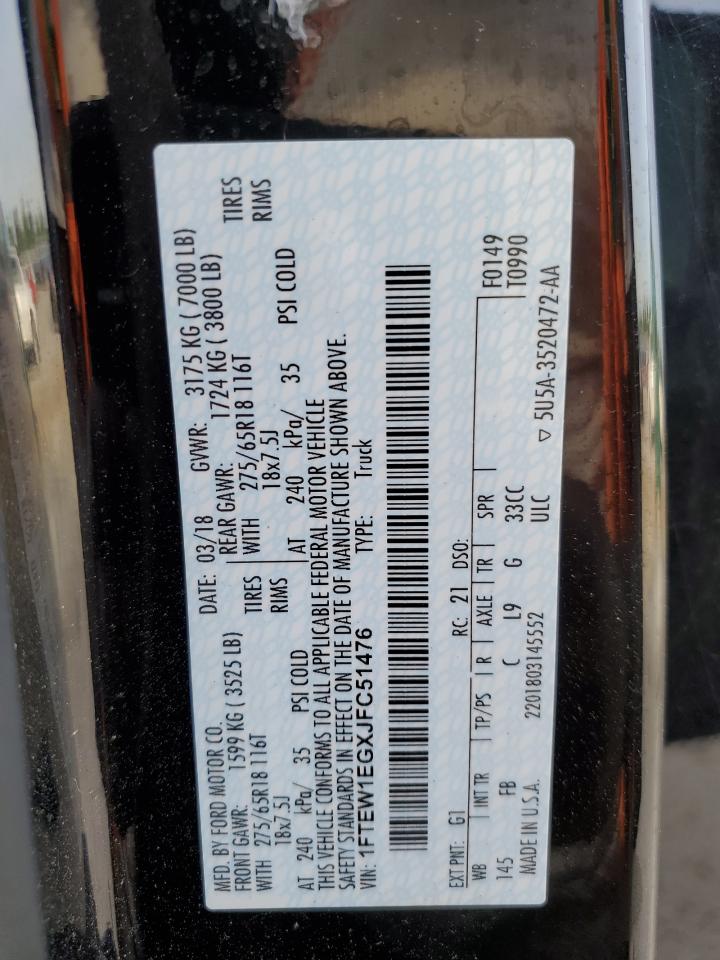 MFD. BY FORD MOTOR CO. DATE: 03/18 GVWR: 3175 KG ( 7000 LB)
FRONT GAWR: 1599 KG ( 3525 LB) REAR GAWR: 1724 KG ( 3800 LB)
WITH 275/65R18 116T TIRES WITH 275/65R18 116T TIRES
18x7.5J RIMS 18x7.5J RIMS
AT 240 kPa/ 35 PSI COLD AT 240 kPa/ 35 PSI COLD
THIS VEHICLE CONFORMS TO ALL APPLICABLE FEDERAL MOTOR VEHICLE
SAFETY STANDARDS IN EFFECT ON THE DATE OF MANUFACTURE SHOWN ABOVE.
VIN: 1FTEW1EGXJFC51476 TYPE: Truck
EXT PNT: G1 RC: 21 DSO:
WB INT TR TP/PS R AXLE TR SPR F0149
145 FB C L9 G 33CC T0990
MADE IN U.S.A. 2201803145552 ULC ▽ 5U5A-3520472-AA